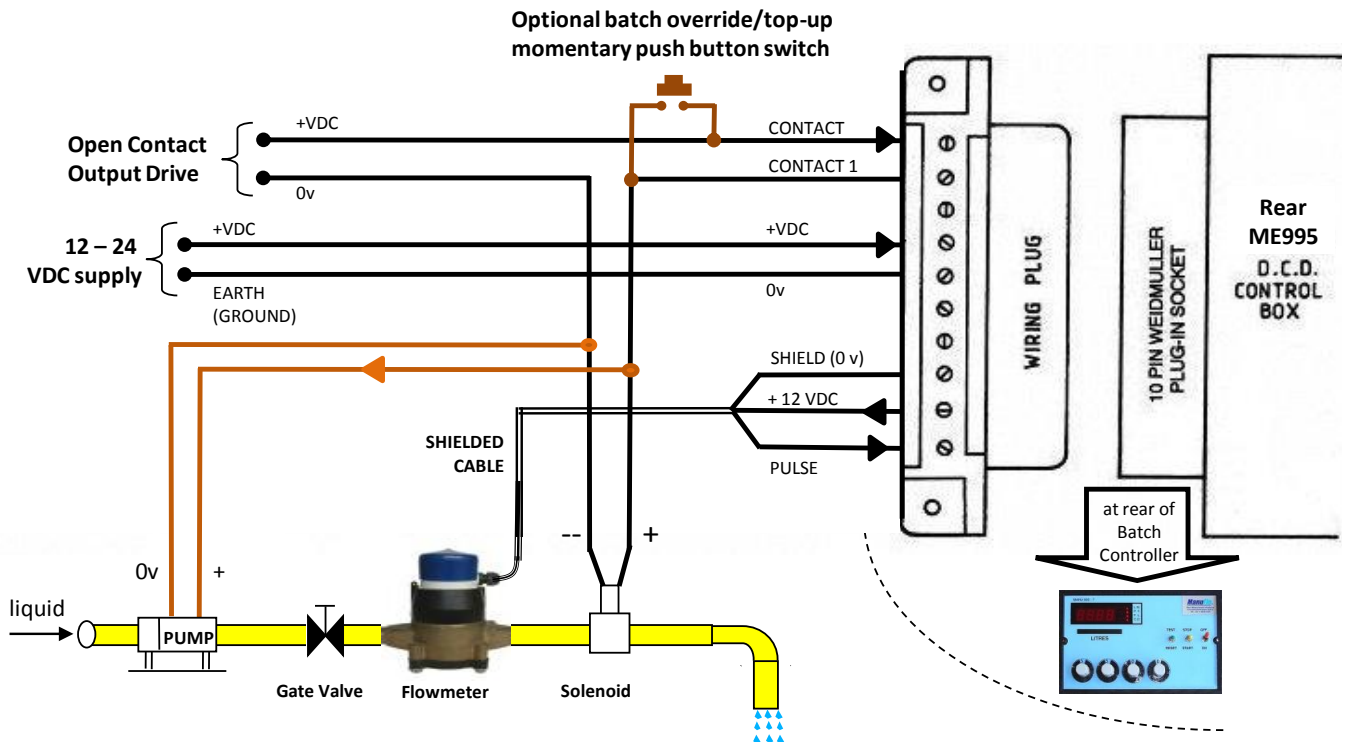 Optional batch override/top-up
momentary push button switch
Open Contact
Output Drive
+VDC
0v
CONTACT
CONTACT 1
12 – 24
VDC supply
+VDC
EARTH
(GROUND)
+VDC
0v
SHIELD (0 v)
+ 12 VDC
PULSE
SHIELDED
CABLE
WIRING PLUG
10 PIN WEIDMULLER
PLUG-IN SOCKET
Rear
ME995
D.C.D.
CONTROL
BOX
at rear of
Batch
Controller
-- +
0v +
liquid
PUMP
Gate Valve
Flowmeter
Solenoid
LITRES
TEST
RESET
START